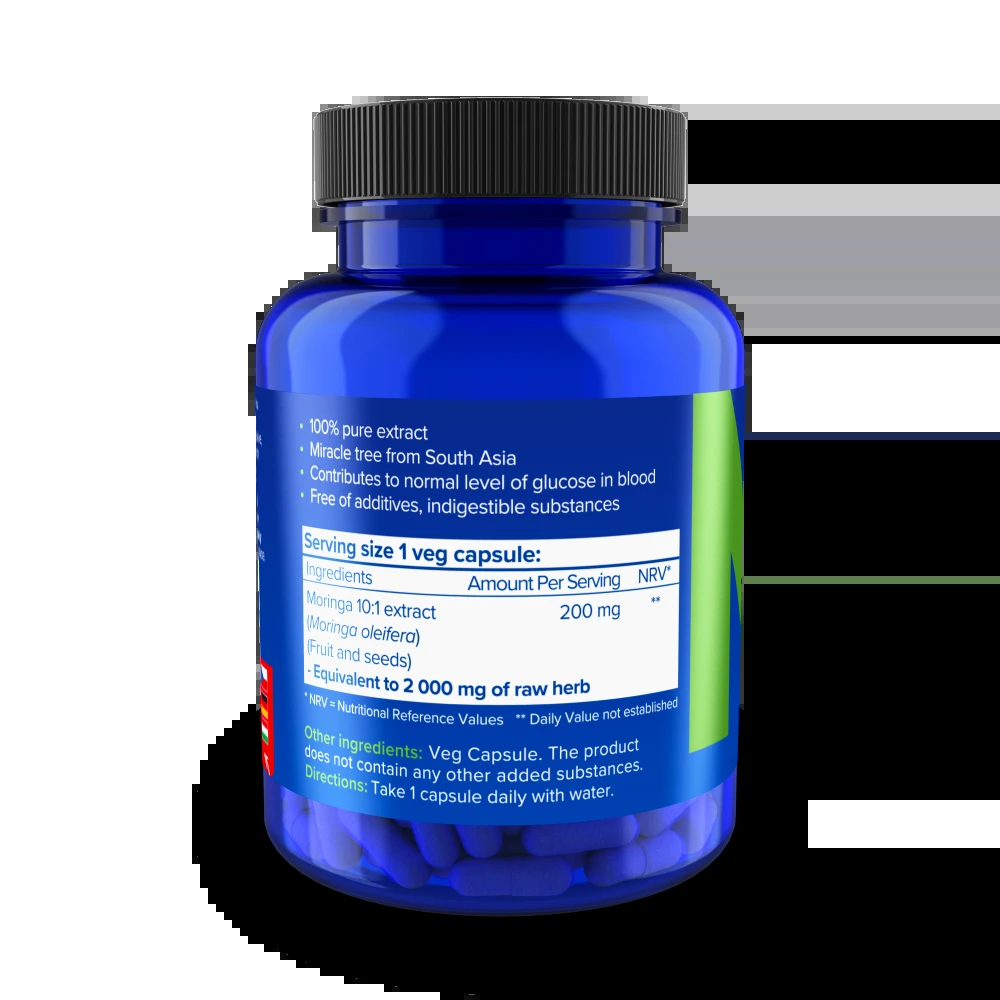 • 100% pure extract
• Miracle tree from South Asia
• Contributes to normal level of glucose in blood
• Free of additives, indigestible substances
Serving size 1 veg capsule:
Ingredients Amount Per Serving NRV*
Moringa 10:1 extract 200 mg **
(Moringa oleifera)
(Fruit and seeds)
- Equivalent to 2 000 mg of raw herb
* NRV = Nutritional Reference Values ** Daily Value not established
Other ingredients: Veg Capsule. The product
does not contain any other added substances.
Directions: Take 1 capsule daily with water.